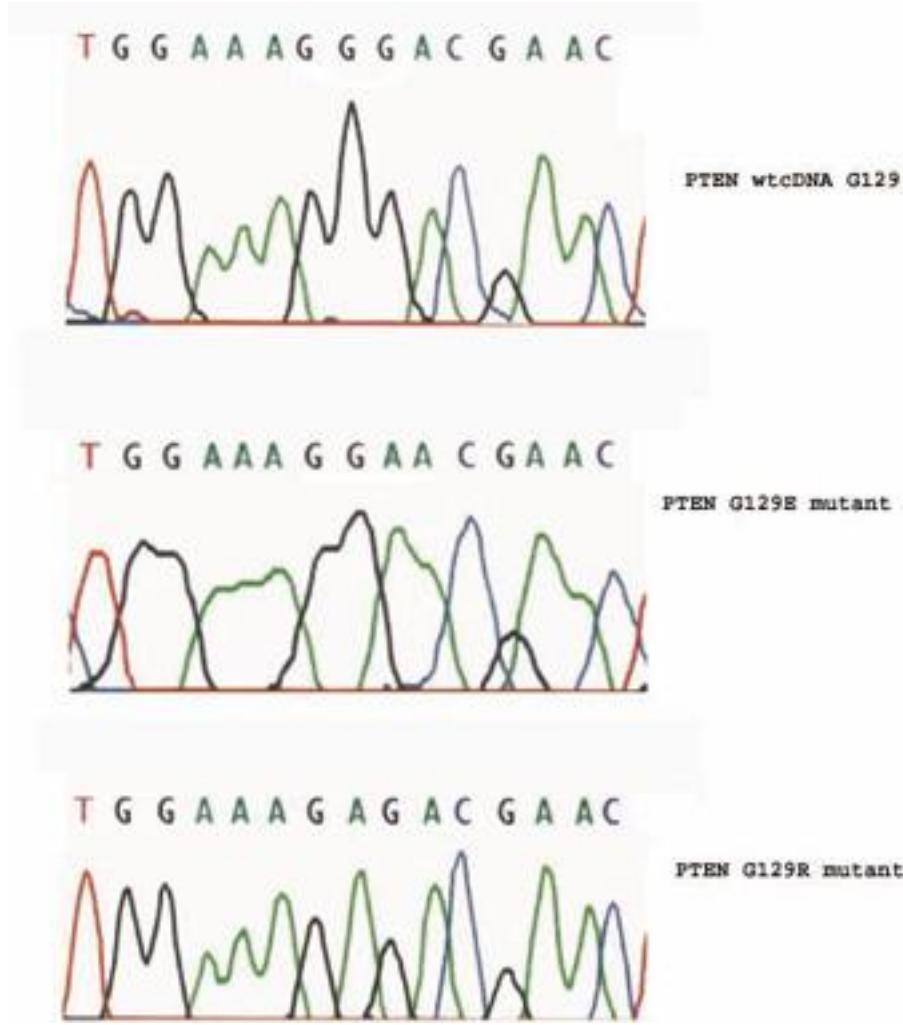 T G G A A A G G G A C G A A C
PTEN wtcDNA G129
T G G A A A G G A A C G A A C
PTEN G129E mutant
T G G A A A G A G A C G A A C
PTEN G129R mutant